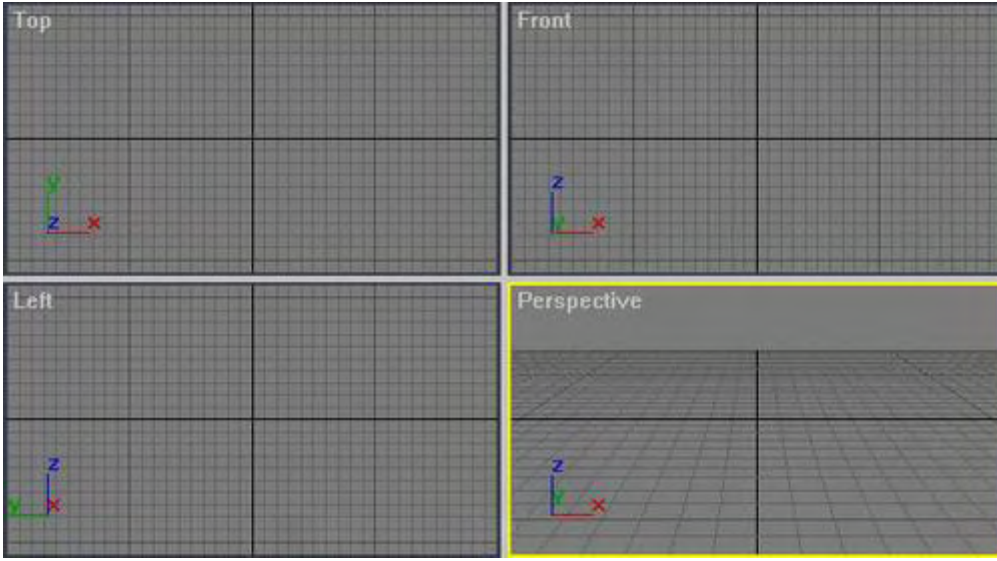 Top
y
z x
Front
z
y x
Left
z
y x
Perspective
z
y
x